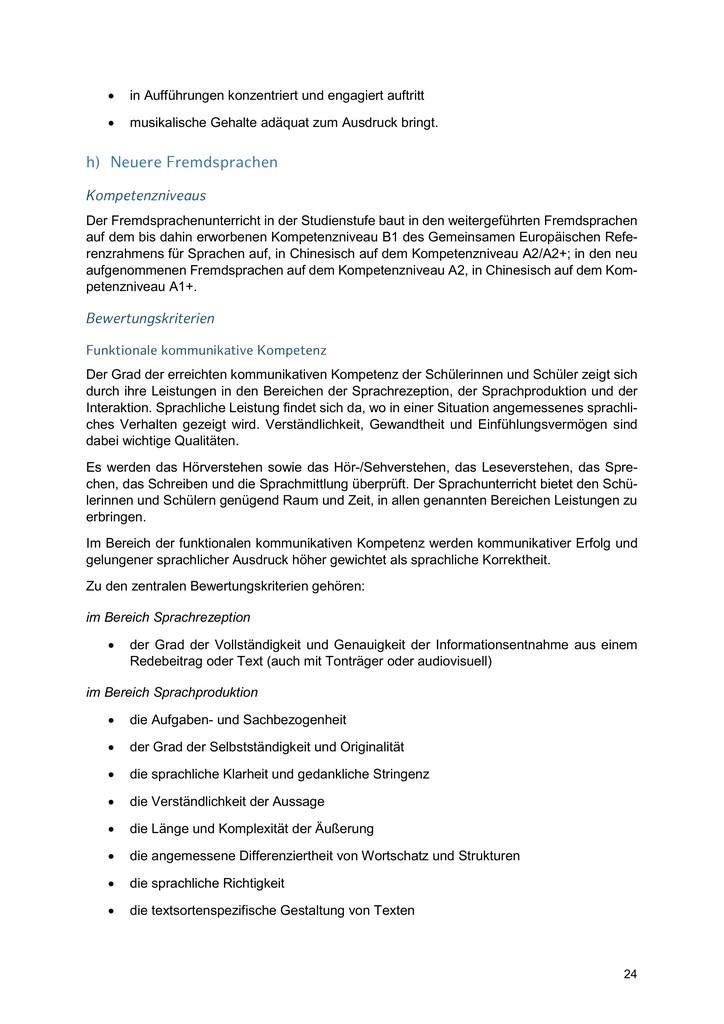 • in Aufführungen konzentriert und engagiert auftritt
• musikalische Gehalte adäquat zum Ausdruck bringt.
h) Neuere Fremdsprachen
Kompetenzniveaus
Der Fremdsprachenunterricht in der Studienstufe baut in den weitergeführten Fremdsprachen
auf dem bis dahin erworbenen Kompetenzniveau B1 des Gemeinsamen Europäischen Refe-
renzrahmens für Sprachen auf, in Chinesisch auf dem Kompetenzniveau A2/A2+; in den neu
aufgenommenen Fremdsprachen auf dem Kompetenzniveau A2, in Chinesisch auf dem Kom-
petenzniveau A1+.
Bewertungskriterien
Funktionale kommunikative Kompetenz
Der Grad der erreichten kommunikativen Kompetenz der Schülerinnen und Schüler zeigt sich
durch ihre Leistungen in den Bereichen der Sprachrezeption, der Sprachproduktion und der
Interaktion. Sprachliche Leistung findet sich da, wo in einer Situation angemessenes sprachli-
ches Verhalten gezeigt wird. Verständlichkeit, Gewandtheit und Einfühlungsvermögen sind
dabei wichtige Qualitäten.
Es werden das Hörverstehen sowie das Hör-/Sehverstehen, das Leseverstehen, das Spre-
chen, das Schreiben und die Sprachmittlung überprüft. Der Sprachunterricht bietet den Schü-
lerinnen und Schülern genügend Raum und Zeit, in allen genannten Bereichen Leistungen zu
erbringen.
Im Bereich der funktionalen kommunikativen Kompetenz werden kommunikativer Erfolg und
gelungener sprachlicher Ausdruck höher gewichtet als sprachliche Korrektheit.
Zu den zentralen Bewertungskriterien gehören:
im Bereich Sprachrezeption
• der Grad der Vollständigkeit und Genauigkeit der Informationsentnahme aus einem
Redebeitrag oder Text (auch mit Tonträger oder audiovisuell)
im Bereich Sprachproduktion
• die Aufgaben- und Sachbezogenheit
• der Grad der Selbstständigkeit und Originalität
• die sprachliche Klarheit und gedankliche Stringenz
• die Verständlichkeit der Aussage
• die Länge und Komplexität der Äußerung
• die angemessene Differenziertheit von Wortschatz und Strukturen
• die sprachliche Richtigkeit
• die textsortenspezifische Gestaltung von Texten
24